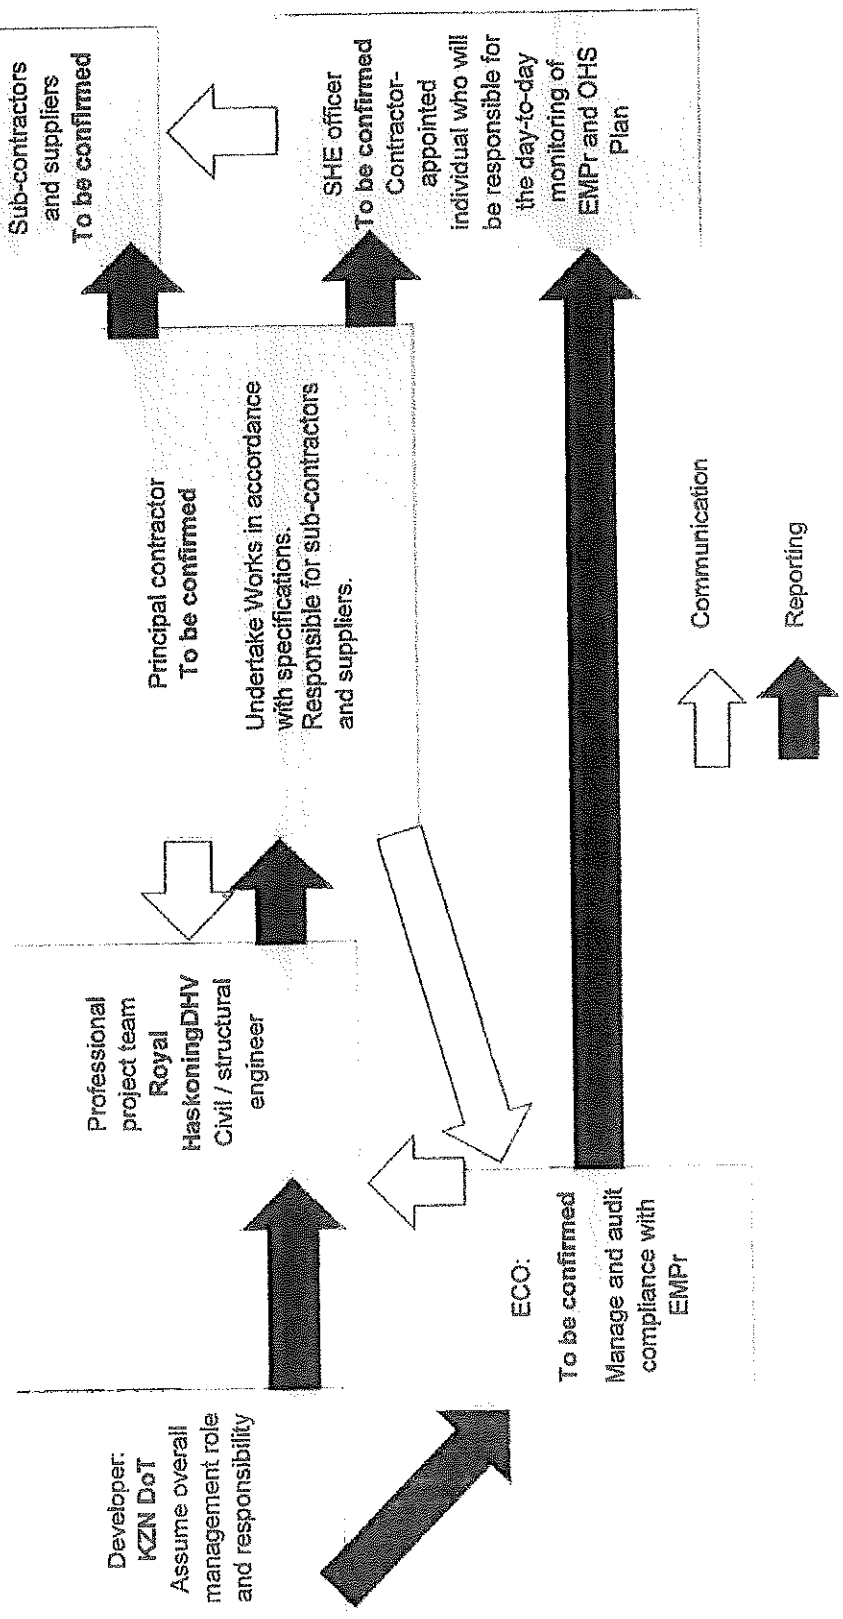 Developer:
KZN DoT
Assume overall
management role
and responsibility
Professional
project team
Royal
HaskoningDHV
Civil / structural
engineer
ECO:
To be confirmed
Manage and audit
compliance with
EMPr
Principal contractor
To be confirmed
Undertake Works in accordance
with specifications.
Responsible for sub-contractors
and suppliers.
Sub-contractors
and suppliers
To be confirmed
SHE officer
To be confirmed
Contractor-
appointed
individual who will
be responsible for
the day-to-day
monitoring of
EMPr and OHS
Plan
Communication
Reporting